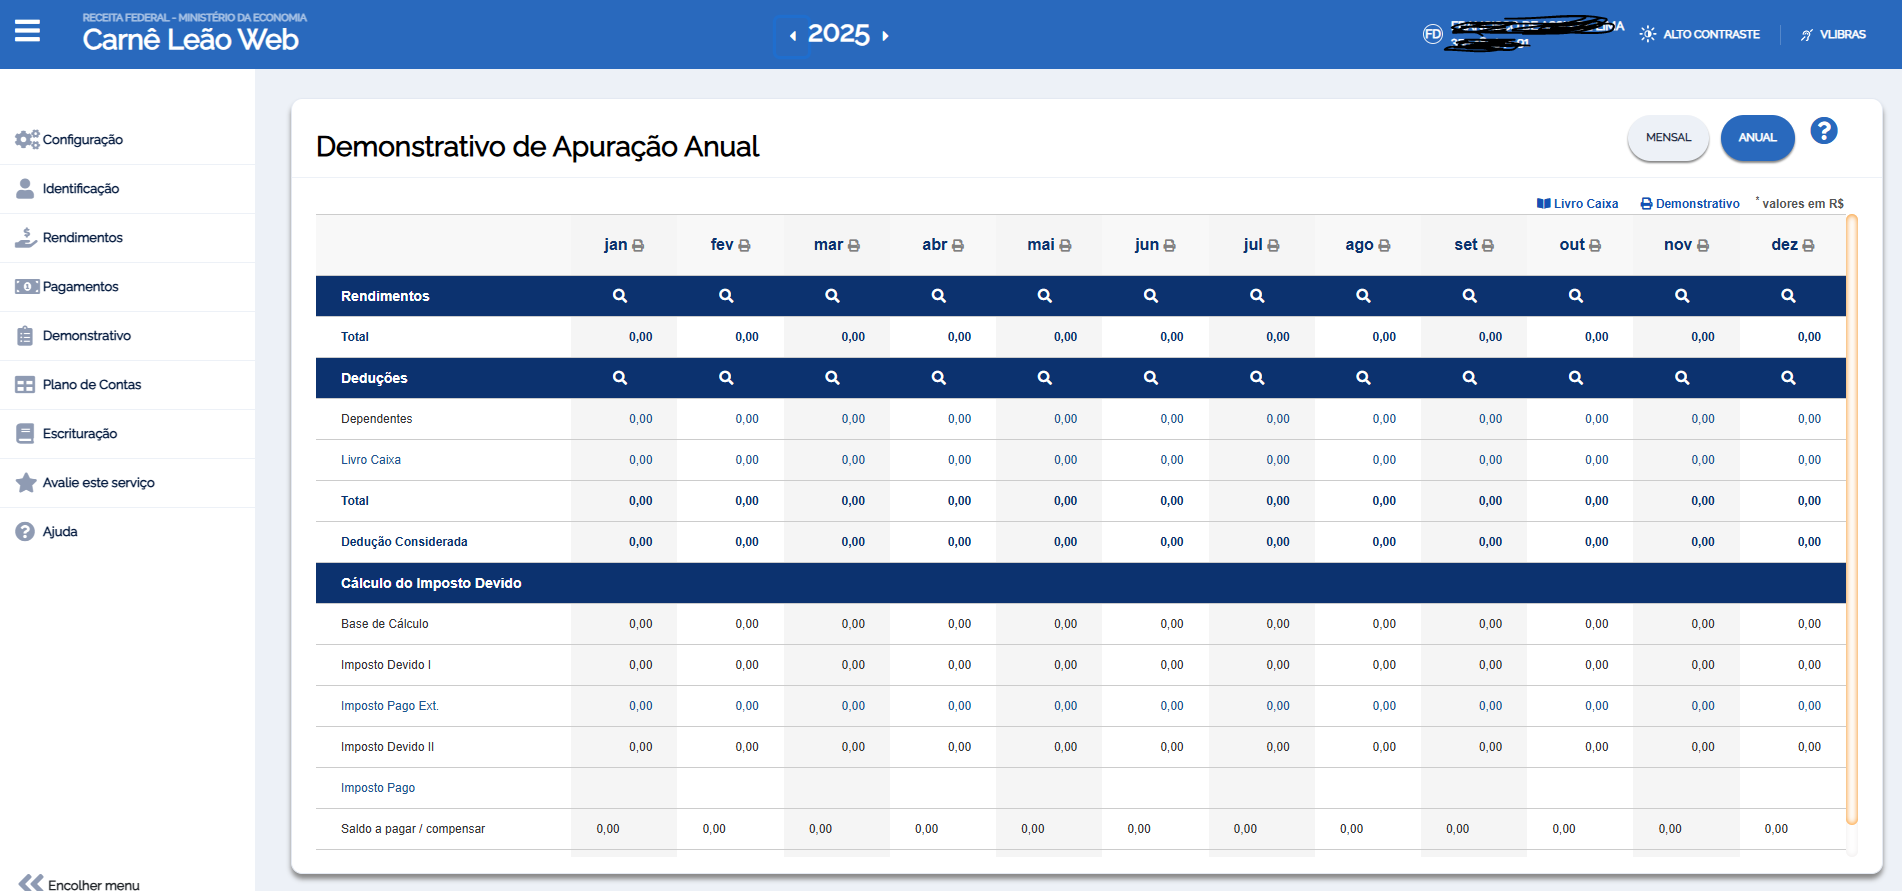 RECEITA FEDERAL - MINISTÉRIO DA ECONOMIA
Carnê Leão Web
2025
FD
ALTO CONTRASTE
VLIBRAS
Configuração
Identificação
Rendimentos
Pagamentos
Demonstrativo
Plano de Contas
Escrituração
Avalie este serviço
Ajuda
Encolher menu
Demonstrativo de Apuração Anual
MENSAL
ANUAL
?
Livro Caixa Demonstrativo * valores em R$
jan fev mar abr mai jun jul ago set out nov dez
Rendimentos
Total 0,00 0,00 0,00 0,00 0,00 0,00 0,00 0,00 0,00 0,00 0,00 0,00
Deduções
Dependentes 0,00 0,00 0,00 0,00 0,00 0,00 0,00 0,00 0,00 0,00 0,00 0,00
Livro Caixa 0,00 0,00 0,00 0,00 0,00 0,00 0,00 0,00 0,00 0,00 0,00 0,00
Total 0,00 0,00 0,00 0,00 0,00 0,00 0,00 0,00 0,00 0,00 0,00 0,00
Dedução Considerada 0,00 0,00 0,00 0,00 0,00 0,00 0,00 0,00 0,00 0,00 0,00 0,00
Cálculo do Imposto Devido
Base de Cálculo 0,00 0,00 0,00 0,00 0,00 0,00 0,00 0,00 0,00 0,00 0,00 0,00
Imposto Devido I 0,00 0,00 0,00 0,00 0,00 0,00 0,00 0,00 0,00 0,00 0,00 0,00
Imposto Pago Ext. 0,00 0,00 0,00 0,00 0,00 0,00 0,00 0,00 0,00 0,00 0,00 0,00
Imposto Devido II 0,00 0,00 0,00 0,00 0,00 0,00 0,00 0,00 0,00 0,00 0,00 0,00
Imposto Pago
Saldo a pagar / compensar 0,00 0,00 0,00 0,00 0,00 0,00 0,00 0,00 0,00 0,00 0,00 0,00